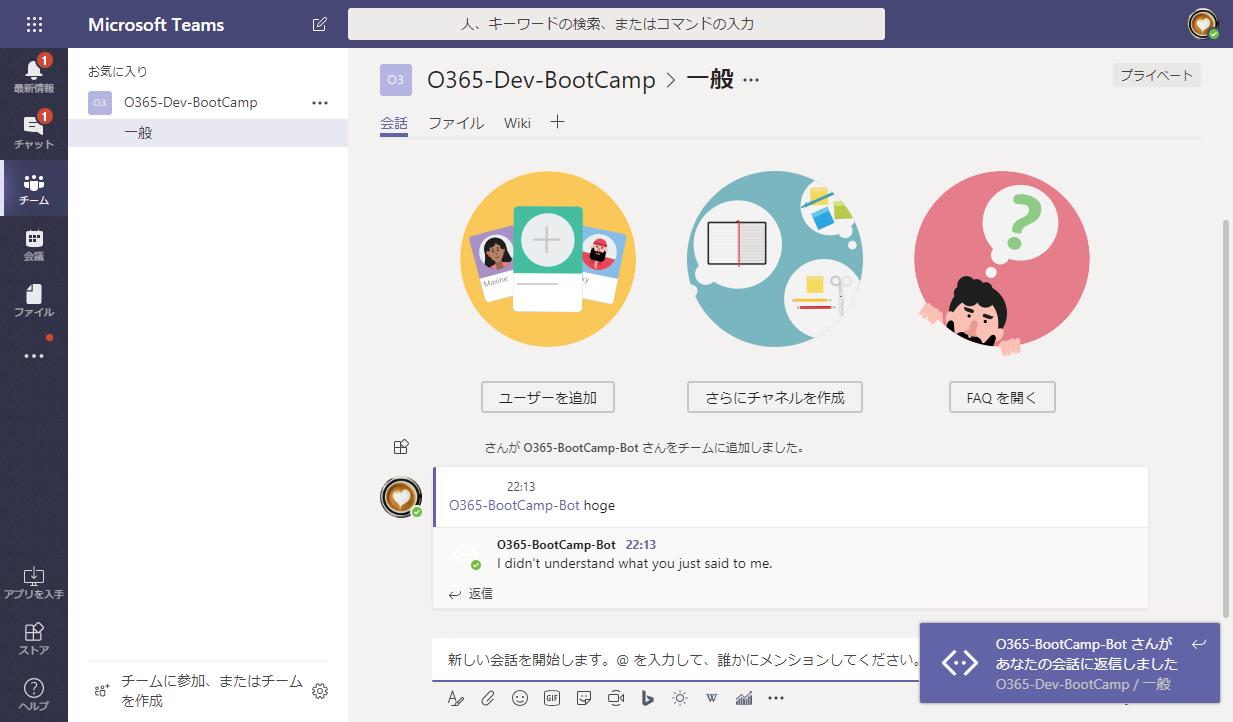 Microsoft Teams
人、キーワードの検索、またはコマンドの入力
1
最新情報
1
チャット
チーム
会議
ファイル
アプリを入手
ストア
ヘルプ
お気に入り
O3
O365-Dev-BootCamp
一般
チームに参加、またはチーム
を作成
O3
O365-Dev-BootCamp > 一般
プライベート
会話 ファイル Wiki
Maxine
ky
ユーザーを追加
さらにチャネルを作成
FAQ を開く
さんが O365-BootCamp-Bot さんをチームに追加しました。
22:13
O365-BootCamp-Bot hoge
O365-BootCamp-Bot 22:13
I didn't understand what you just said to me.
返信
新しい会話を開始します。@ を入力して、誰かにメンションしてください。
GIF
W
O365-BootCamp-Bot さんが
あなたの会話に返信しました
O365-Dev-BootCamp / 一般